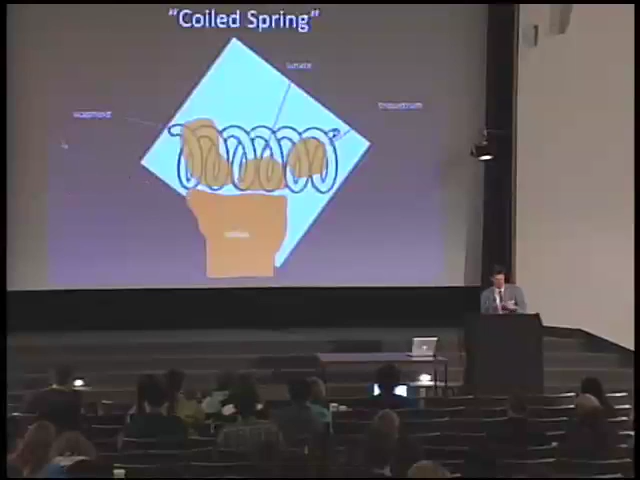 "Coiled Spring"
lunate
scaphoid
triquetrum
radius